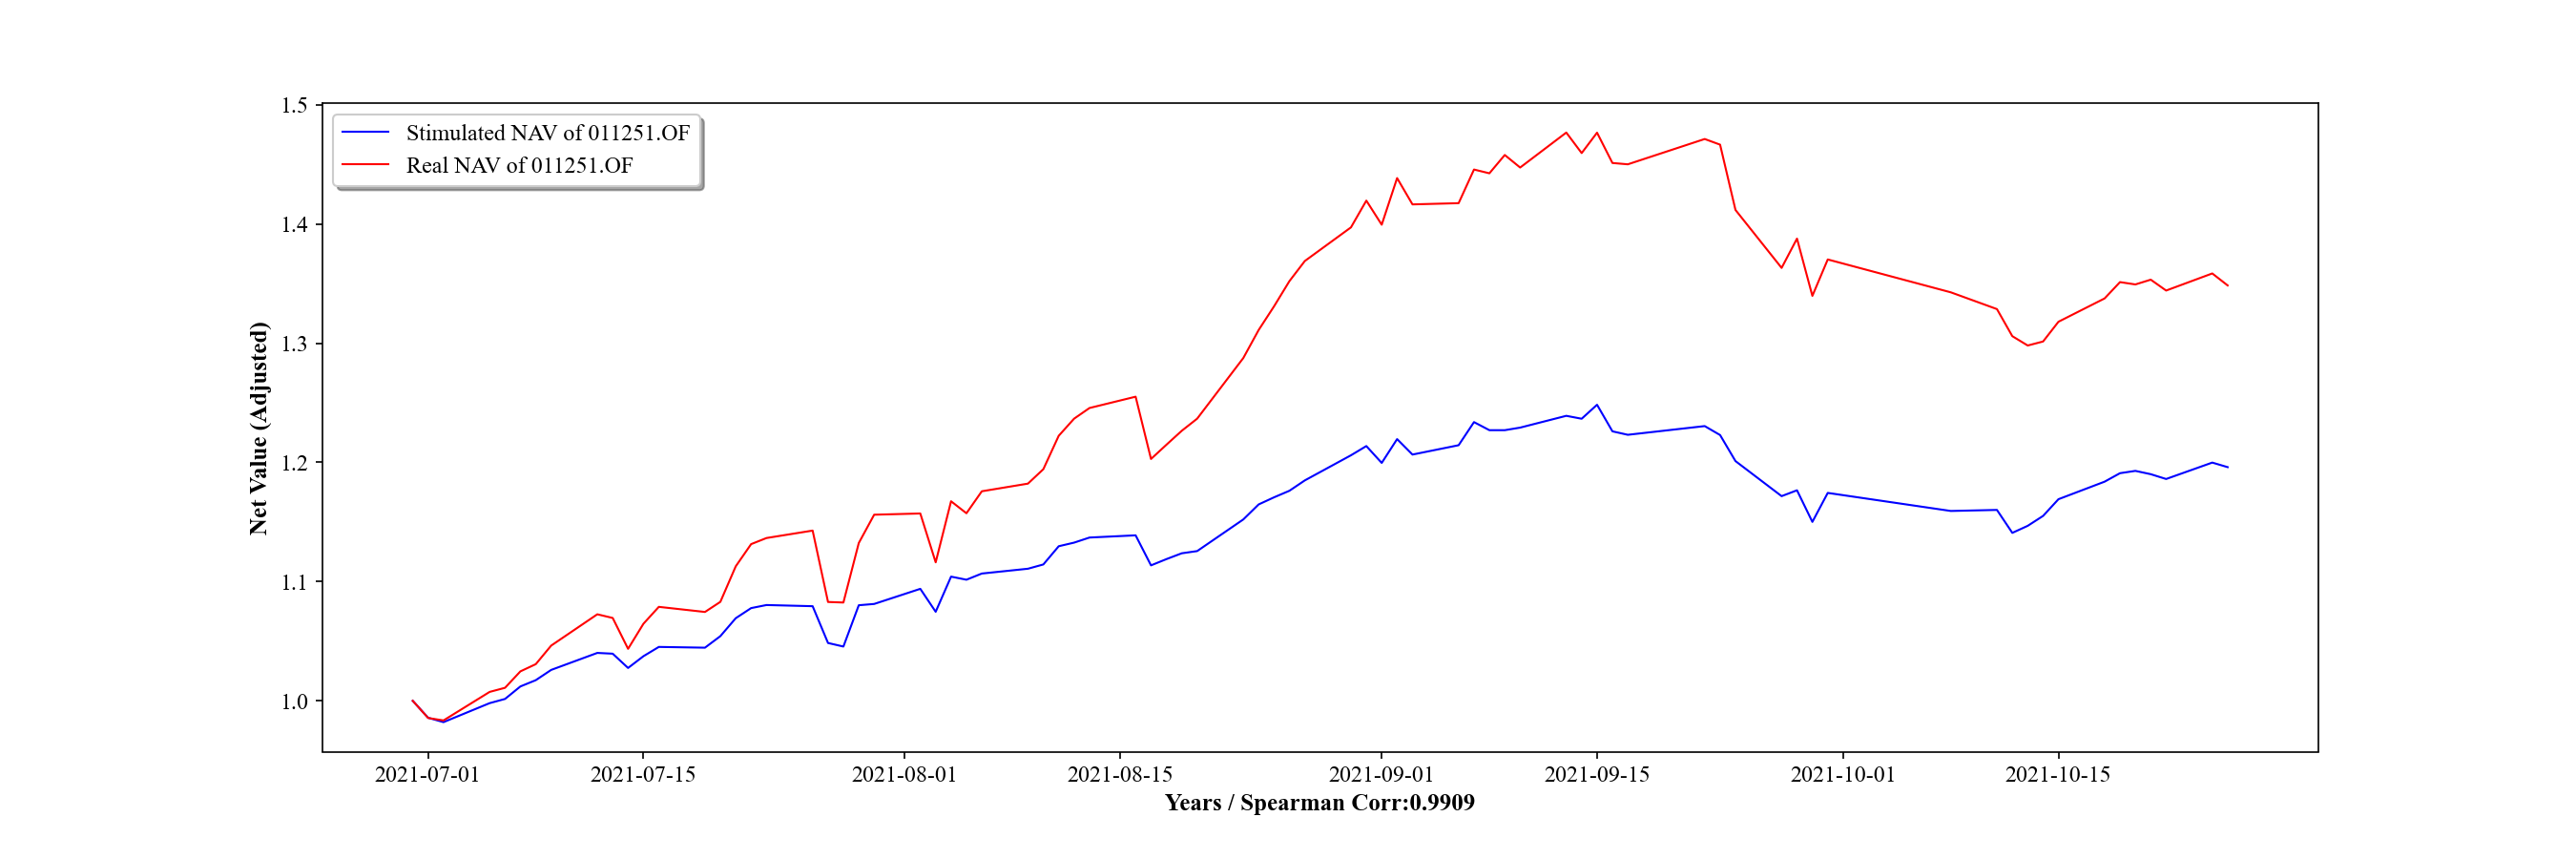 1.5
Stimulated NAV of 011251.OF
Real NAV of 011251.OF
1.4
1.3
1.2
1.1
1.0
Net Value (Adjusted)
2021-07-01 2021-07-15 2021-08-01 2021-08-15 2021-09-01 2021-09-15 2021-10-01 2021-10-15
Years / Spearman Corr:0.9909